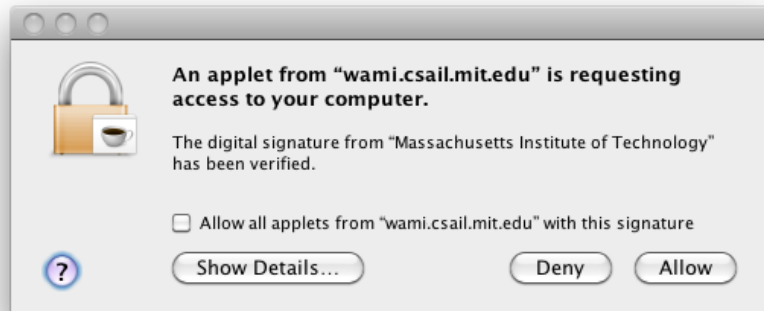 An applet from “wami.csail.mit.edu” is requesting
access to your computer.
The digital signature from “Massachusetts Institute of Technology”
has been verified.
Allow all applets from “wami.csail.mit.edu” with this signature
?
Show Details...
Deny
Allow